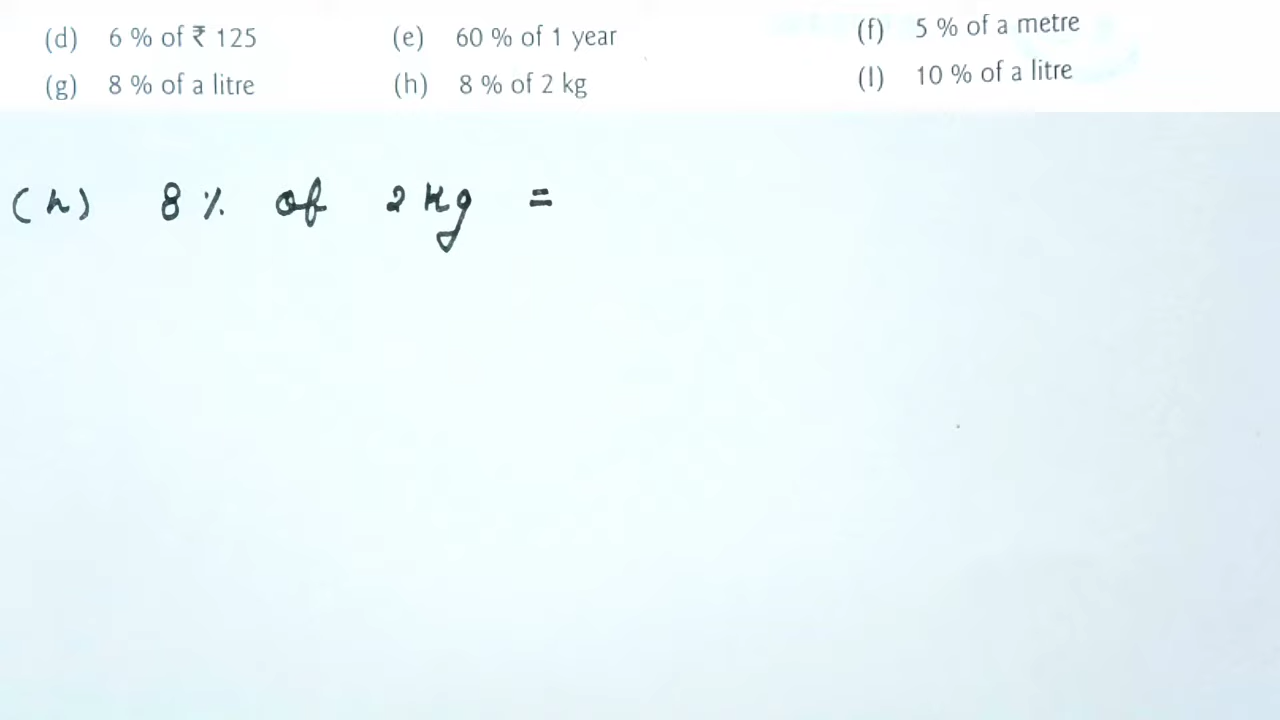 (d) 6 % of ₹ 125 (e) 60 % of 1 year (f) 5 % of a metre
(g) 8 % of a litre (h) 8 % of 2 kg (I) 10 % of a litre
(h) 8 % of 2 kg =